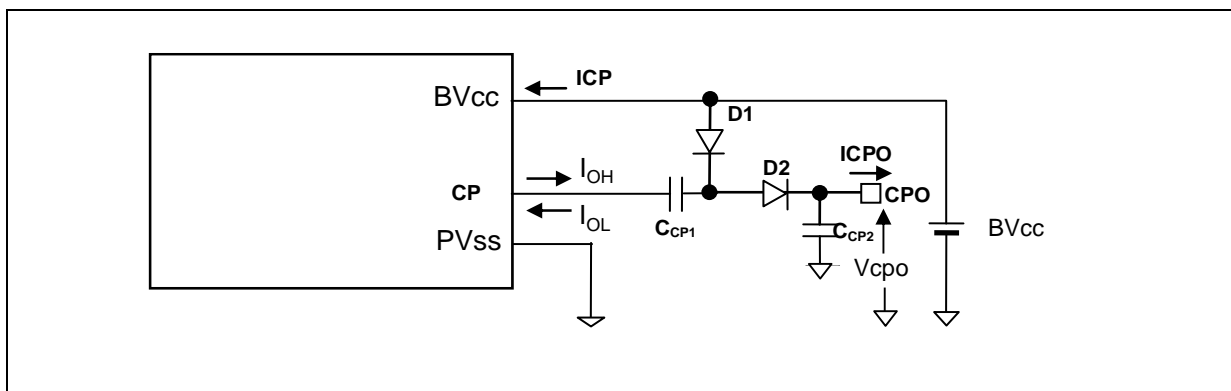 BVcc
ICP
D1
D2
ICPO
CP
IOH
IOL
CCP1
CCP2
CPO
BVcc
PVss
Vcpo